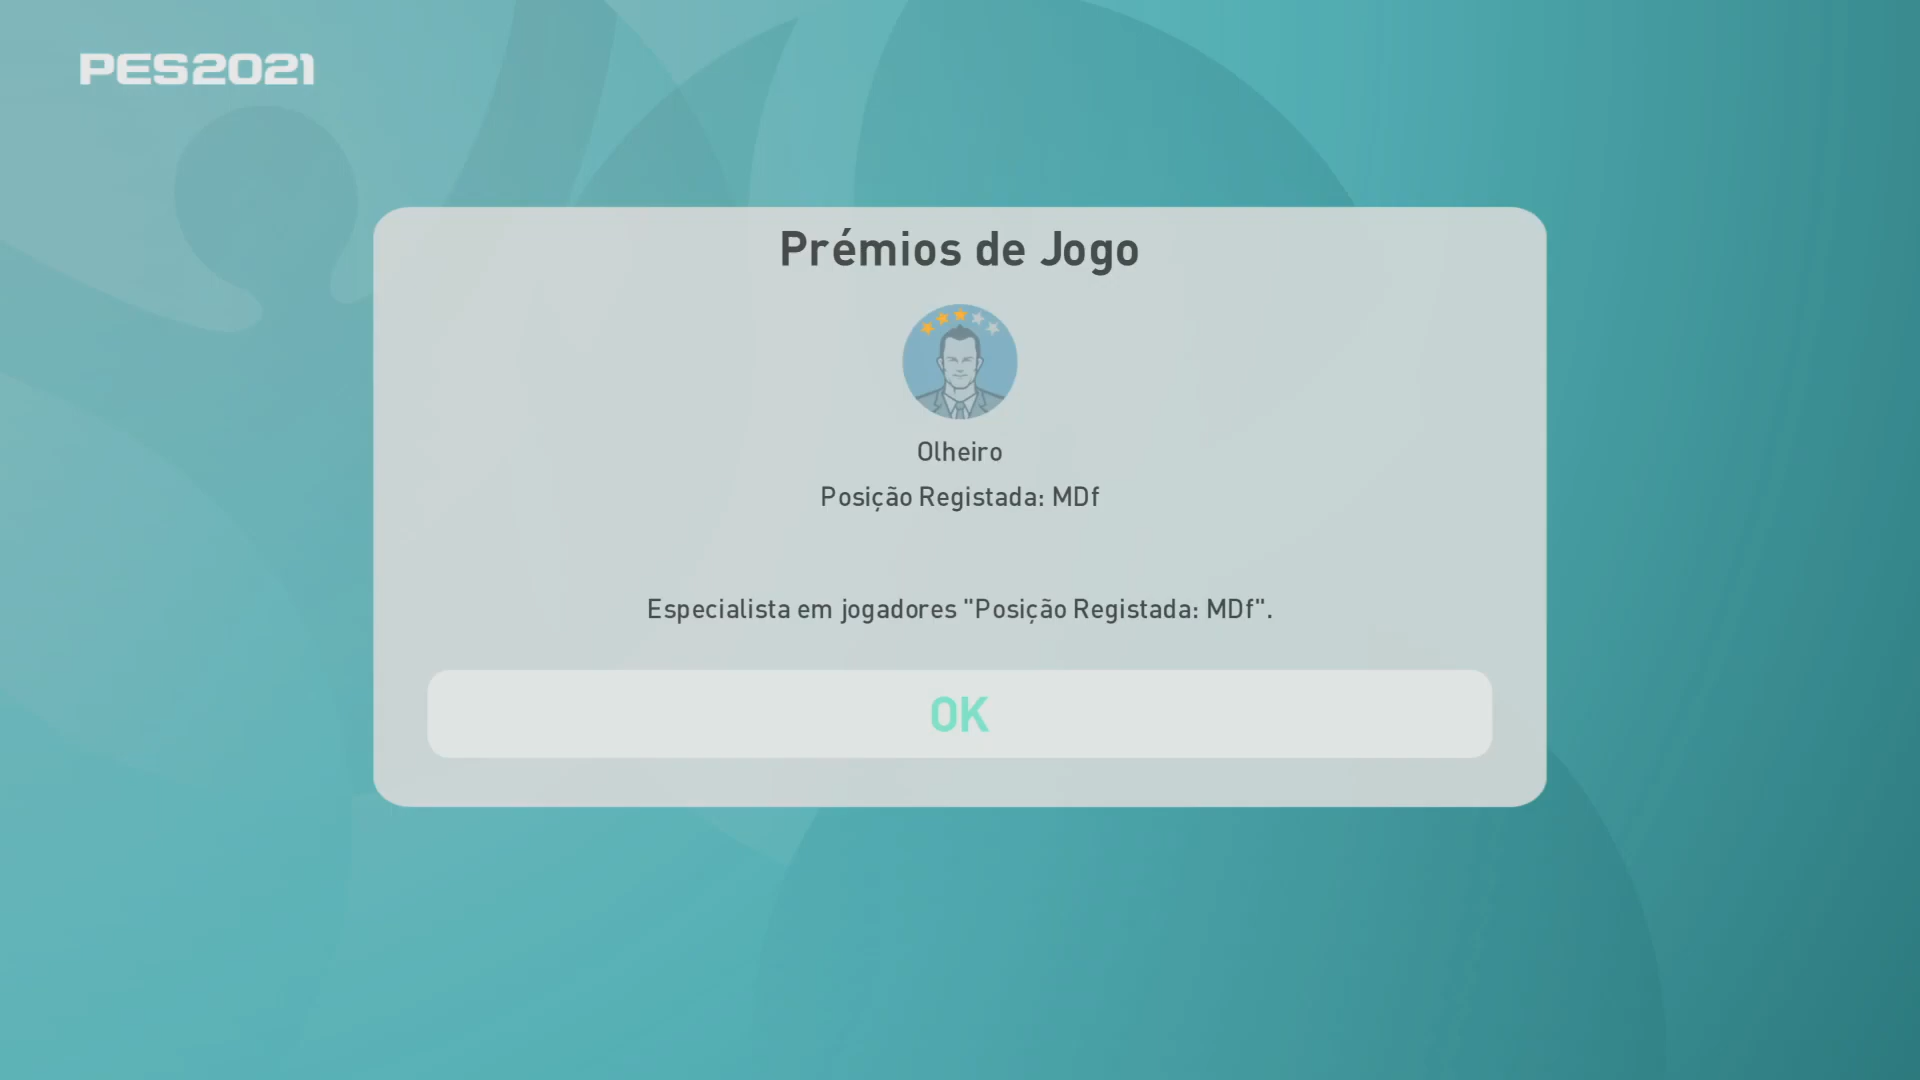 PES2021
Prémios de Jogo
Olheiro
Posição Registada: MDf
Especialista em jogadores "Posição Registada: MDf".
OK